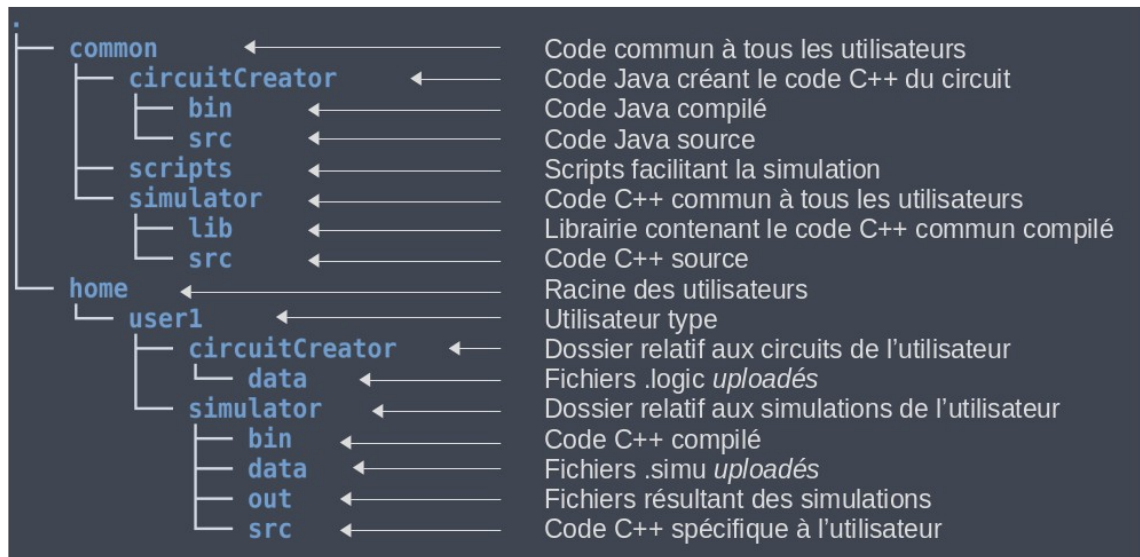 .
common Code commun à tous les utilisateurs
circuitCreator Code Java créant le code C++ du circuit
bin Code Java compilé
src Code Java source
scripts Scripts facilitant la simulation
simulator Code C++ commun à tous les utilisateurs
lib Librairie contenant le code C++ commun compilé
src Code C++ source
home Racine des utilisateurs
user1 Utilisateur type
circuitCreator Dossier relatif aux circuits de l’utilisateur
data Fichiers .logic uploadés
simulator Dossier relatif aux simulations de l’utilisateur
bin Code C++ compilé
data Fichiers .simu uploadés
out Fichiers résultant des simulations
src Code C++ spécifique à l’utilisateur